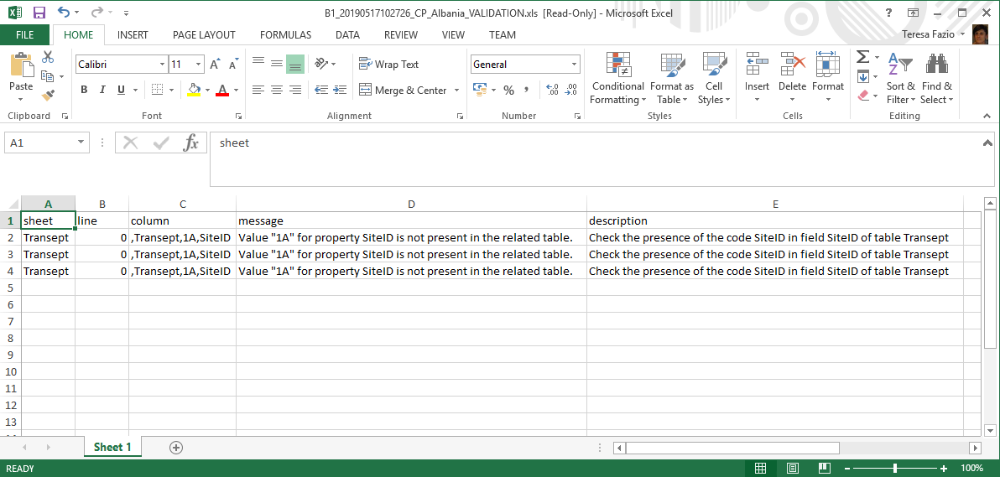 B1_20190517102726_CP_Albania_VALIDATION.xls [Read-Only] - Microsoft Excel
FILE HOME INSERT PAGE LAYOUT FORMULAS DATA REVIEW VIEW TEAM Teresa Fazio
Calibri 11 Wrap Text General
Paste B I U A Merge & Center % , Conditional Formatting Format as Table Cell Styles Insert Delete Format Sort & Filter Find & Select
Clipboard Font Alignment Number Styles Cells Editing
A1 fx sheet
A B C D E
1 sheet line column message description
2 Transept 0 ,Transept,1A,SiteID Value "1A" for property SiteID is not present in the related table. Check the presence of the code SiteID in field SiteID of table Transept
3 Transept 0 ,Transept,1A,SiteID Value "1A" for property SiteID is not present in the related table. Check the presence of the code SiteID in field SiteID of table Transept
4 Transept 0 ,Transept,1A,SiteID Value "1A" for property SiteID is not present in the related table. Check the presence of the code SiteID in field SiteID of table Transept
5
6
7
8
9
10
11
12
13
Sheet 1
READY 100%